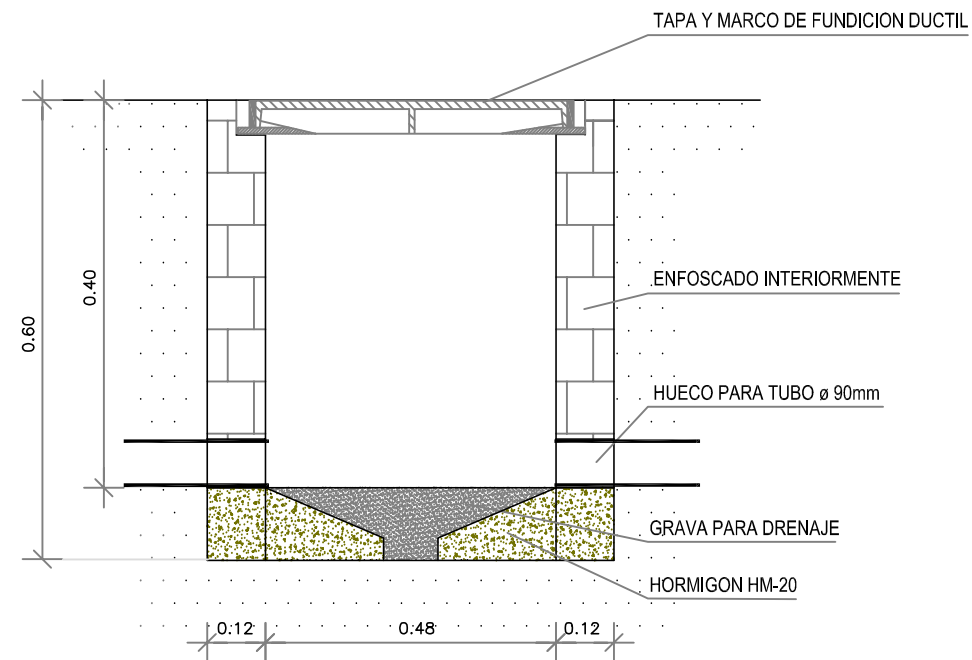 TAPA Y MARCO DE FUNDICION DUCTIL
0.40
0.60
ENFOSCADO INTERIORMENTE
HUECO PARA TUBO ø 90mm
GRAVA PARA DRENAJE
HORMIGON HM-20
0.12
0.48
0.12